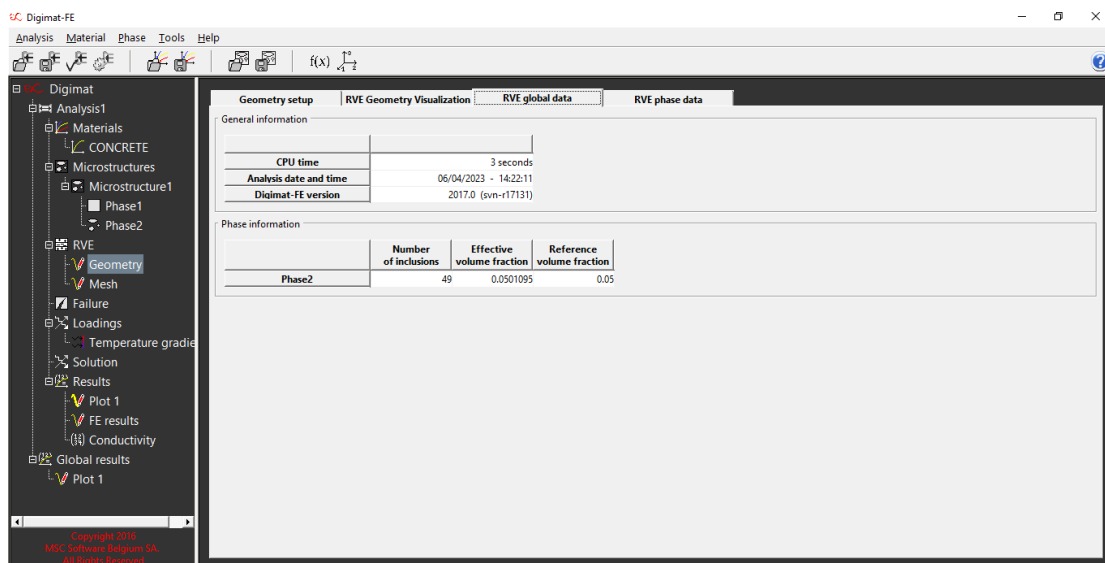 Digimat-FE
Analysis Material Phase Tools Help
f(x)
Digimat
Analysis1
Materials
CONCRETE
Microstructures
Microstructure1
Phase1
Phase2
RVE
Geometry
Mesh
Failure
Loadings
Temperature gradie
Solution
Results
Plot 1
FE results
Conductivity
Global results
Plot 1
Copyright 2016
MSC Software Belgium SA.
All Rights Reserved
Geometry setup RVE Geometry Visualization RVE global data RVE phase data
General information
CPU time 3 seconds
Analysis date and time 06/04/2023 - 14:22:11
Digimat-FE version 2017.0 (svn-r17131)
Phase information
Number of inclusions Effective volume fraction Reference volume fraction
Phase2 49 0.0501095 0.05